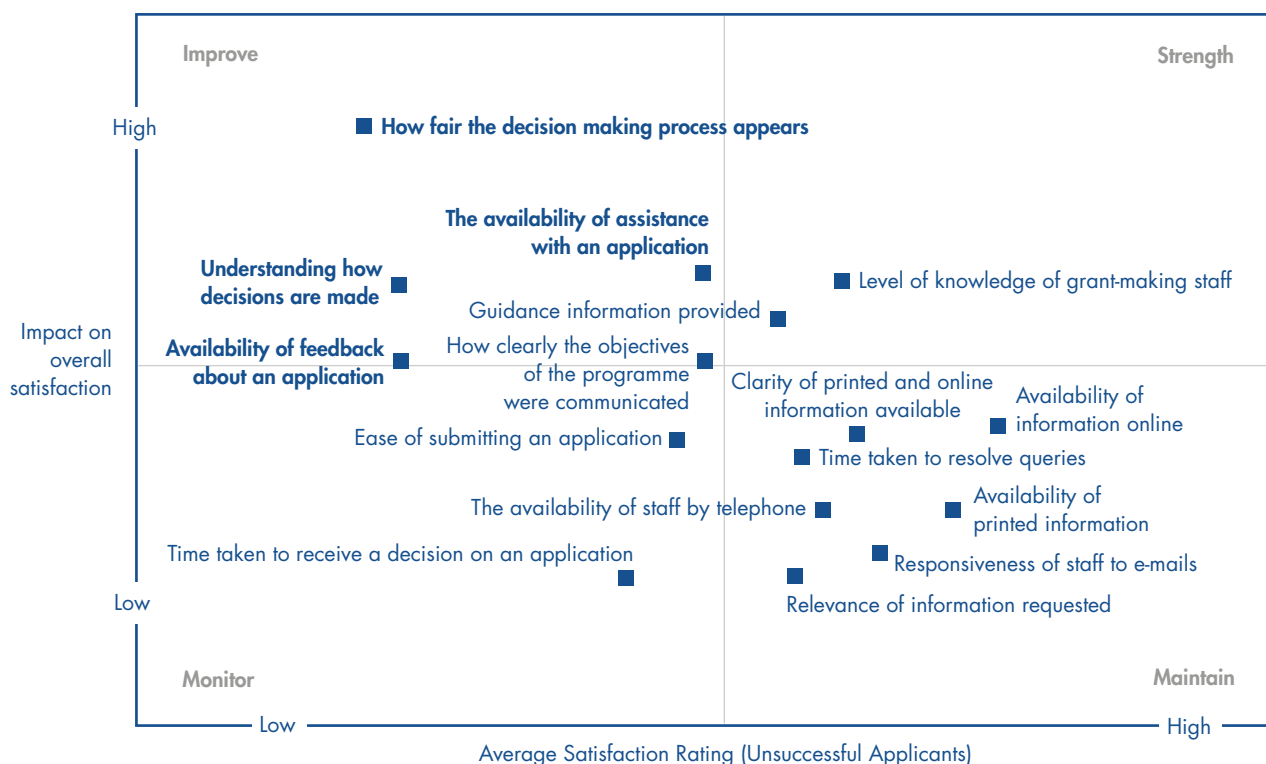 Improve
Strength
High
How fair the decision making process appears
The availability of assistance
with an application
Understanding how
decisions are made
Level of knowledge of grant-making staff
Guidance information provided
Impact on
overall
satisfaction
Availability of feedback
about an application
How clearly the objectives
of the programme
were communicated
Clarity of printed and online
information available
Availability of
information online
Ease of submitting an application
Time taken to resolve queries
The availability of staff by telephone
Availability of
printed information
Time taken to receive a decision on an application
Responsiveness of staff to e-mails
Low
Relevance of information requested
Monitor
Maintain
Low
High
Average Satisfaction Rating (Unsuccessful Applicants)